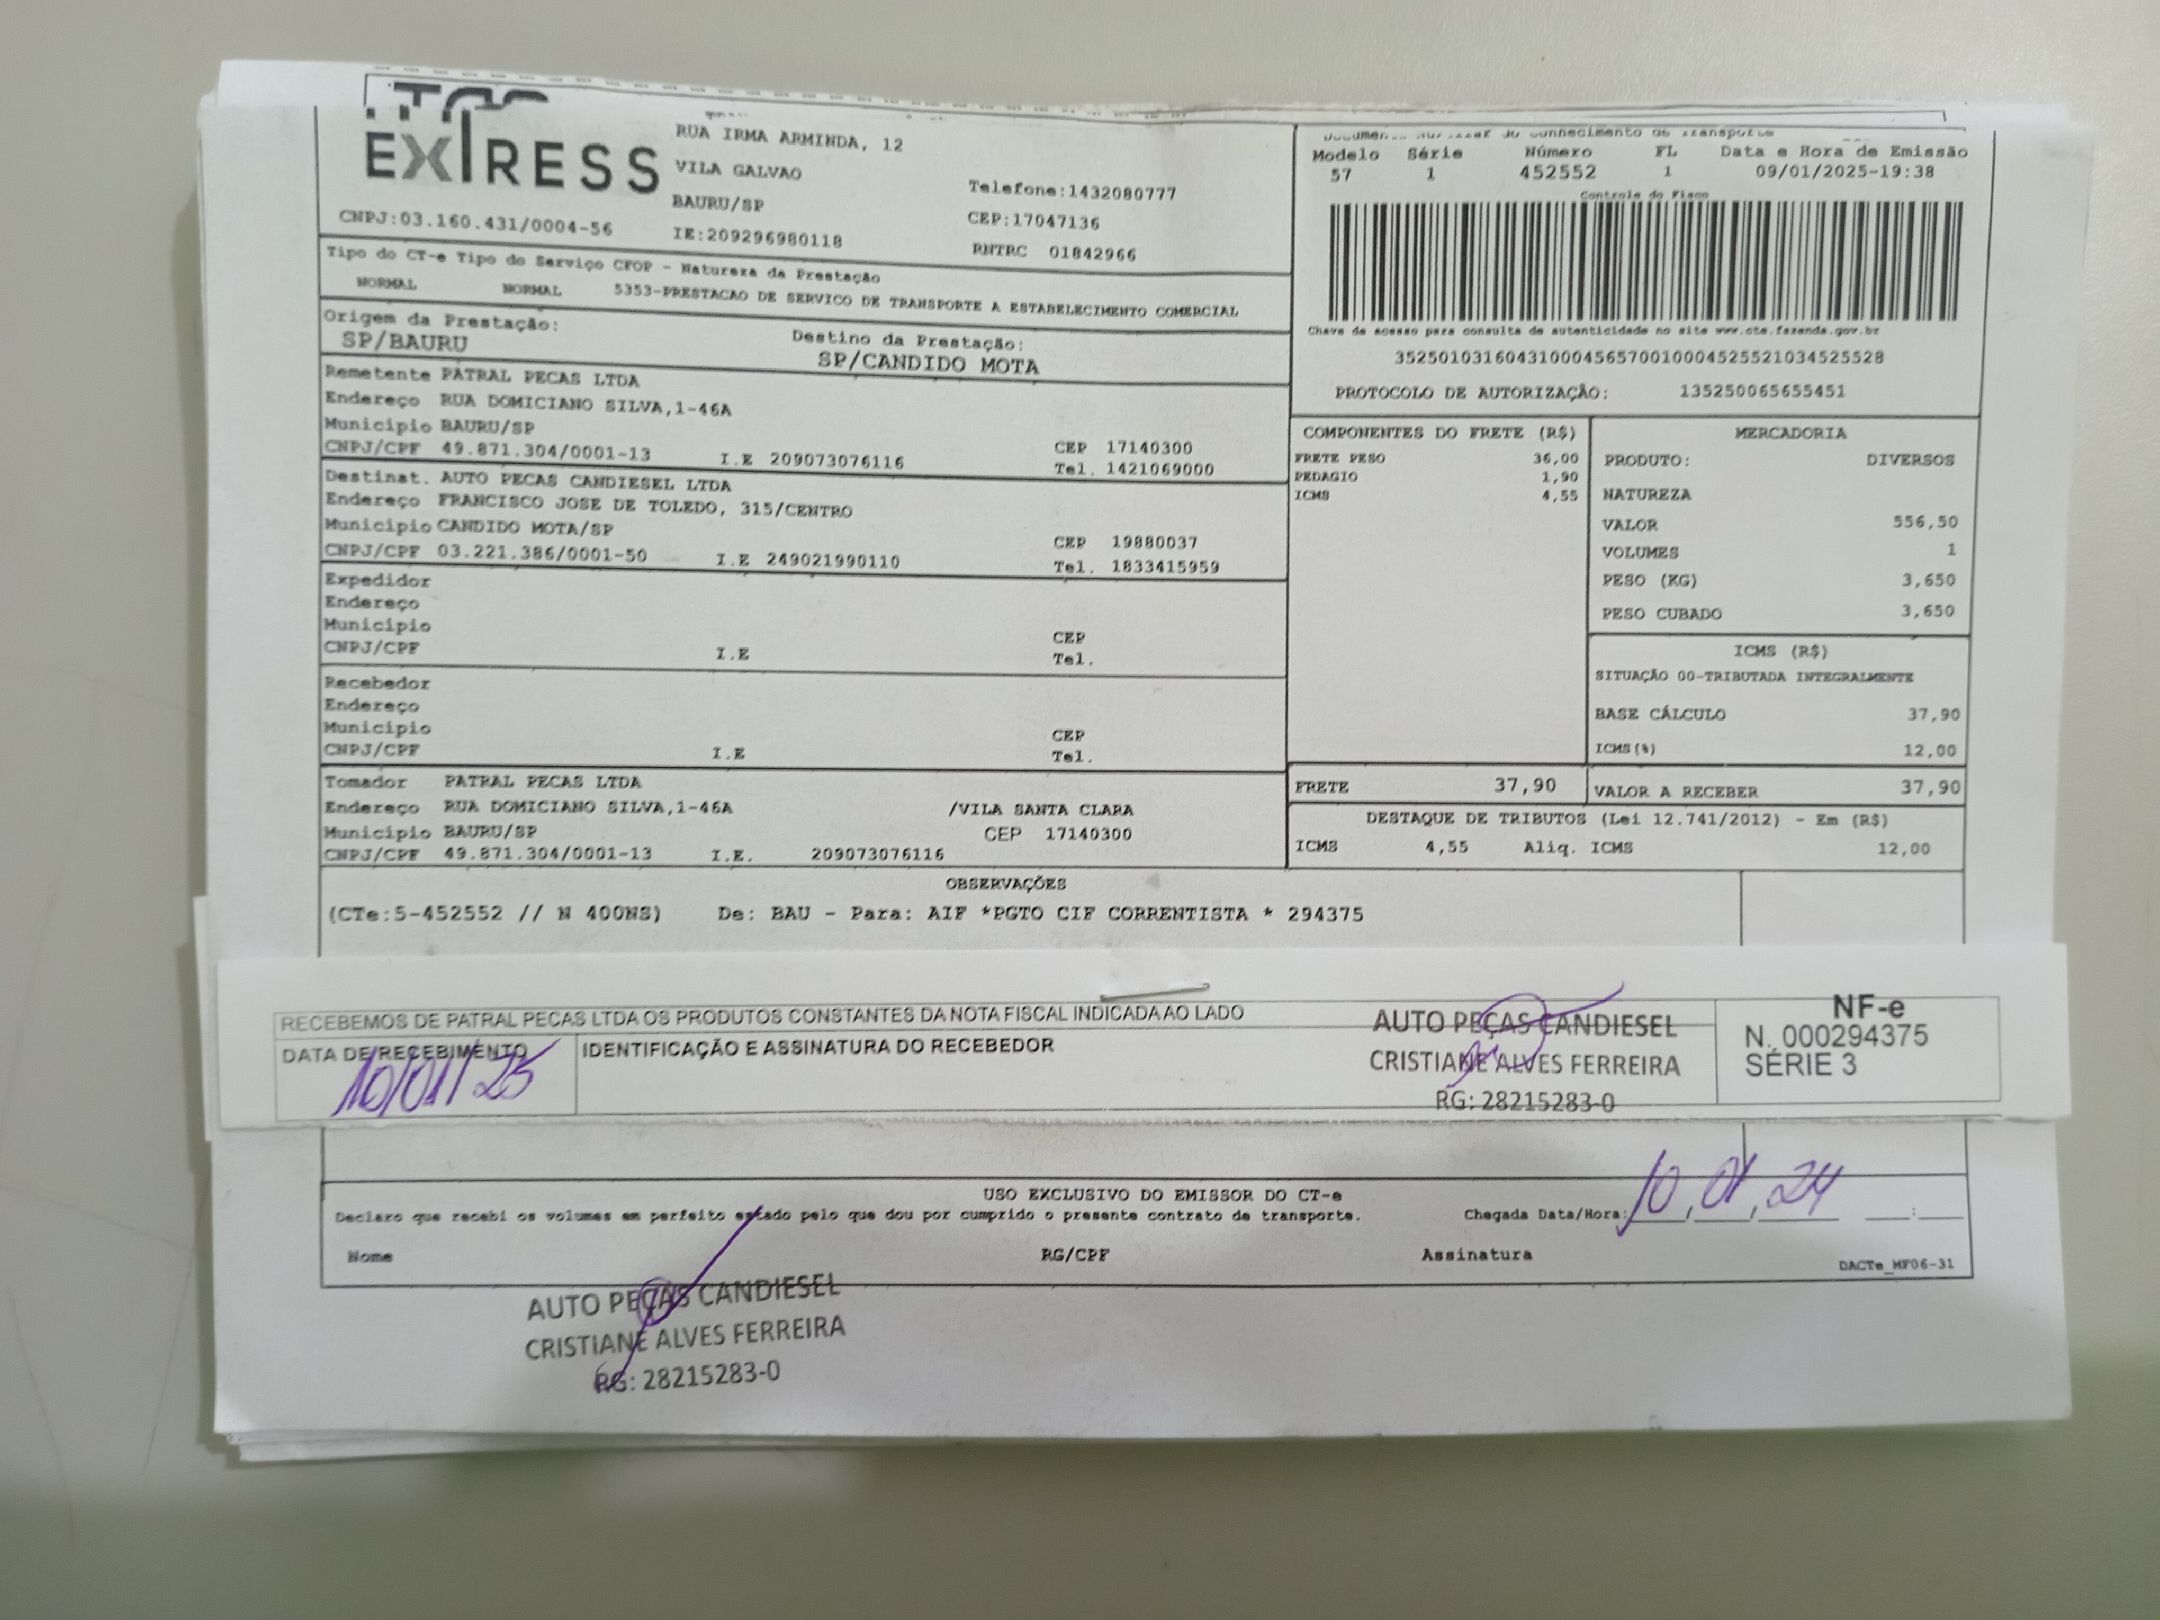 EXPRESS
RUA IRMA ARMINDA, 12
VILA GALVAO
Telefone:1432080777
BAURU/SP
CEP:17047136
CNPJ:03.160.431/0004-56
IE:209296980118
RNTRC 01842966
Documento Auxiliar do Conhecimento de Transporte
Modelo Série Número FL Data e Hora de Emissão
57 1 452552 1 09/01/2025-19:38
Controle do Fisco
Chave de acesso para consulta de autenticidade no site www.cte.fazenda.gov.br
35250103160431000456570010004525521034525528
PROTOCOLO DE AUTORIZAÇÃO: 135250065655451
Tipo do CT-e Tipo do Serviço CFOP - Natureza da Prestação
NORMAL NORMAL 5353-PRESTACAO DE SERVICO DE TRANSPORTE A ESTABELECIMENTO COMERCIAL
Origem da Prestação: Destino da Prestação:
SP/BAURU SP/CANDIDO MOTA
Remetente PATRAL PECAS LTDA
Endereço RUA DOMICIANO SILVA,1-46A
Município BAURU/SP CEP 17140300
CNPJ/CPF 49.871.304/0001-13 I.E 209073076116 Tel. 1421069000
Destinat. AUTO PECAS CANDIESEL LTDA
Endereço FRANCISCO JOSE DE TOLEDO, 315/CENTRO
Município CANDIDO MOTA/SP CEP 19880037
CNPJ/CPF 03.221.386/0001-50 I.E 249021990110 Tel. 1833415959
Expedidor
Endereço
Município CEP
CNPJ/CPF I.E Tel.
Recebedor
Endereço
Município CEP
CNPJ/CPF I.E Tel.
Tomador PATRAL PECAS LTDA
Endereço RUA DOMICIANO SILVA,1-46A /VILA SANTA CLARA
Município BAURU/SP CEP 17140300
CNPJ/CPF 49.871.304/0001-13 I.E. 209073076116
COMPONENTES DO FRETE (R$)
FRETE PESO 36,00
PEDAGIO 1,90
ICMS 4,55
MERCADORIA
PRODUTO: DIVERSOS
NATUREZA
VALOR 556,50
VOLUMES 1
PESO (KG) 3,650
PESO CUBADO 3,650
ICMS (R$)
SITUAÇÃO 00-TRIBUTADA INTEGRALMENTE
BASE CÁLCULO 37,90
ICMS(%) 12,00
FRETE 37,90 VALOR A RECEBER 37,90
DESTAQUE DE TRIBUTOS (Lei 12.741/2012) - Em (R$)
ICMS 4,55 Aliq. ICMS 12,00
OBSERVAÇÕES
(CTe:5-452552 // N 400NS) De: BAU - Para: AIF *PGTO CIF CORRENTISTA * 294375
RECEBEMOS DE PATRAL PECAS LTDA OS PRODUTOS CONSTANTES DA NOTA FISCAL INDICADA AO LADO
DATA DE RECEBIMENTO IDENTIFICAÇÃO E ASSINATURA DO RECEBEDOR
10/01/25
AUTO PEÇAS CANDIESEL
CRISTIANE ALVES FERREIRA
RG: 28215283-0
NF-e
N. 000294375
SÉRIE 3
USO EXCLUSIVO DO EMISSOR DO CT-e
Declaro que recebi os volumes em perfeito estado pelo que dou por cumprido o presente contrato de transporte. Chegada Data/Hora: 10,01,24
Nome RG/CPF Assinatura DACTe_MF06-31
AUTO PEÇAS CANDIESEL
CRISTIANE ALVES FERREIRA
RG: 28215283-0